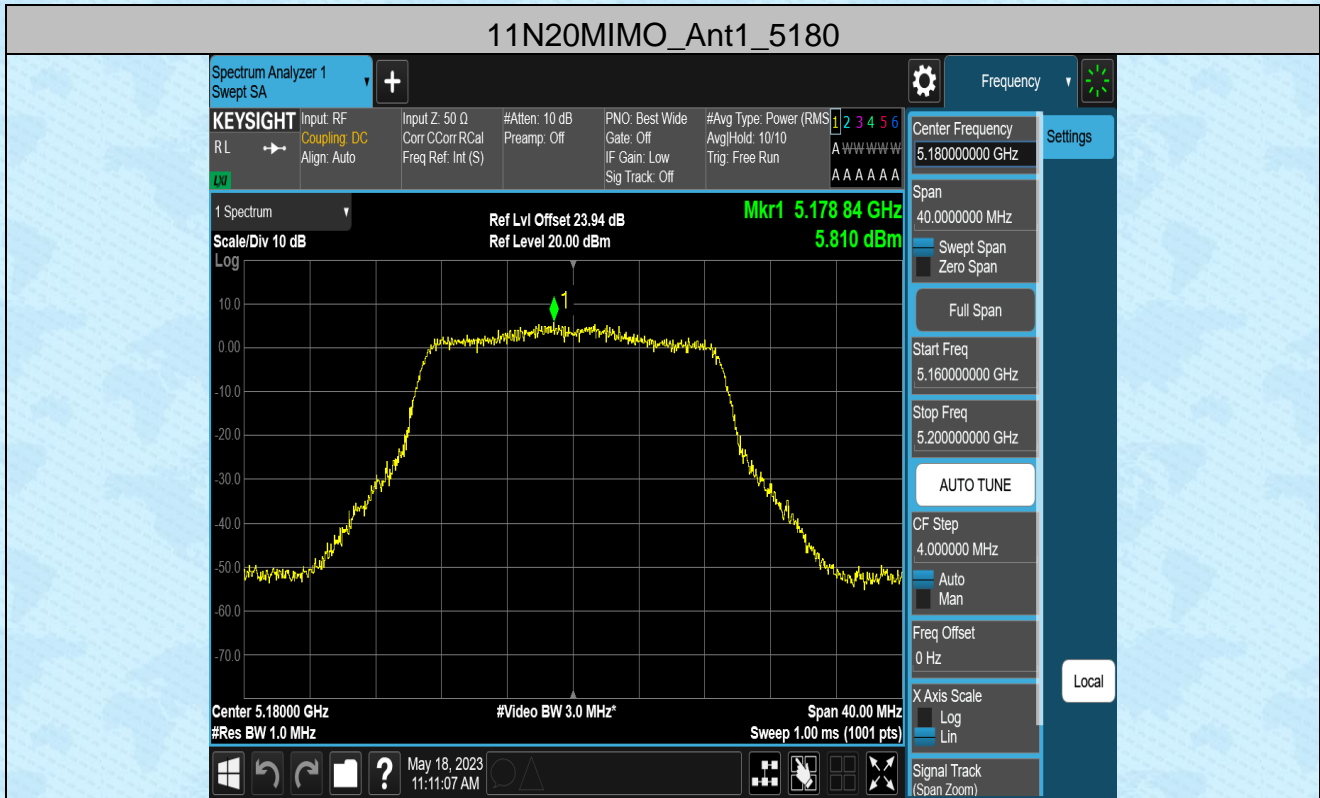 11N20MIMO_Ant1_5180
Spectrum Analyzer 1
Swept SA
Frequency
KEYSIGHT
RL
LXI
Input: RF
Coupling: DC
Align: Auto
Input Z: 50 Ω
Corr CCorr RCal
Freq Ref: Int (S)
#Atten: 10 dB
Preamp: Off
PNO: Best Wide
Gate: Off
IF Gain: Low
Sig Track: Off
#Avg Type: Power (RMS
Avg|Hold: 10/10
Trig: Free Run
1 2 3 4 5 6
A W W W W W
A A A A A A
Center Frequency
5.180000000 GHz
Settings
Span
40.0000000 MHz
Swept Span
Zero Span
Full Span
Start Freq
5.160000000 GHz
Stop Freq
5.200000000 GHz
AUTO TUNE
CF Step
4.000000 MHz
Auto
Man
Freq Offset
0 Hz
X Axis Scale
Log
Lin
Signal Track
(Span Zoom)
Local
1 Spectrum
Scale/Div 10 dB
Log
Ref Lvl Offset 23.94 dB
Ref Level 20.00 dBm
Mkr1 5.178 84 GHz
5.810 dBm
1
10.0
0.00
-10.0
-20.0
-30.0
-40.0
-50.0
-60.0
-70.0
Center 5.18000 GHz
#Res BW 1.0 MHz
#Video BW 3.0 MHz*
Span 40.00 MHz
Sweep 1.00 ms (1001 pts)
?
May 18, 2023
11:11:07 AM